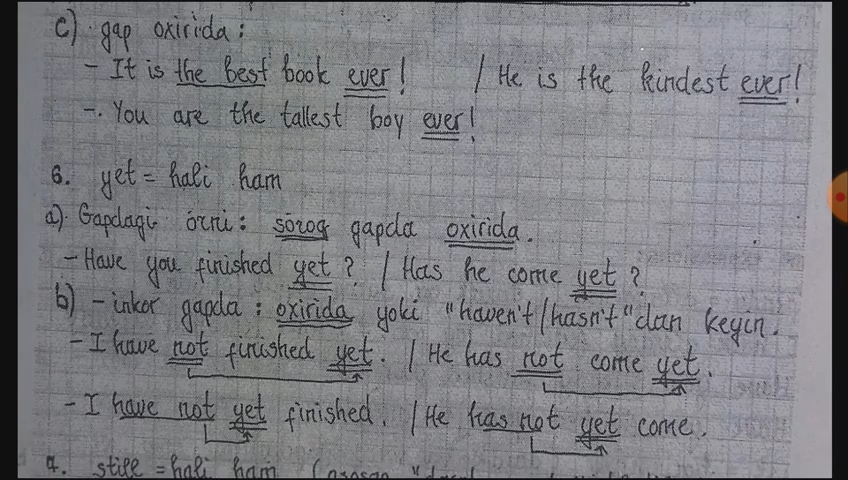 c) gap oxirida:
- It is the best book ever! / He is the kindest ever!
-. You are the tallest boy ever!
6. yet = hali ham
a). Gapdagi òrni: sòroq gapda oxirida.
- Have you finished yet? / Has he come yet?
b) - inkor gapda: oxirida yoki "haven't/hasn't"dan keyin.
- I have not finished yet. / He has not come yet.
- I have not yet finished. / He has not yet come.
7. still = hali ham